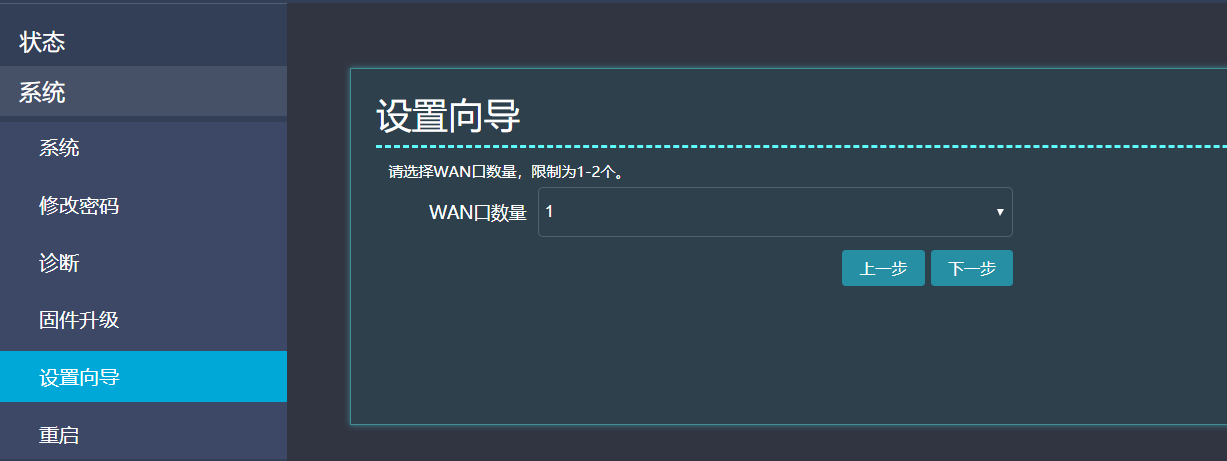 状态
系统
系统
修改密码
诊断
固件升级
设置向导
重启
设置向导
请选择WAN口数量，限制为1-2个。
WAN口数量 1
上一步 下一步